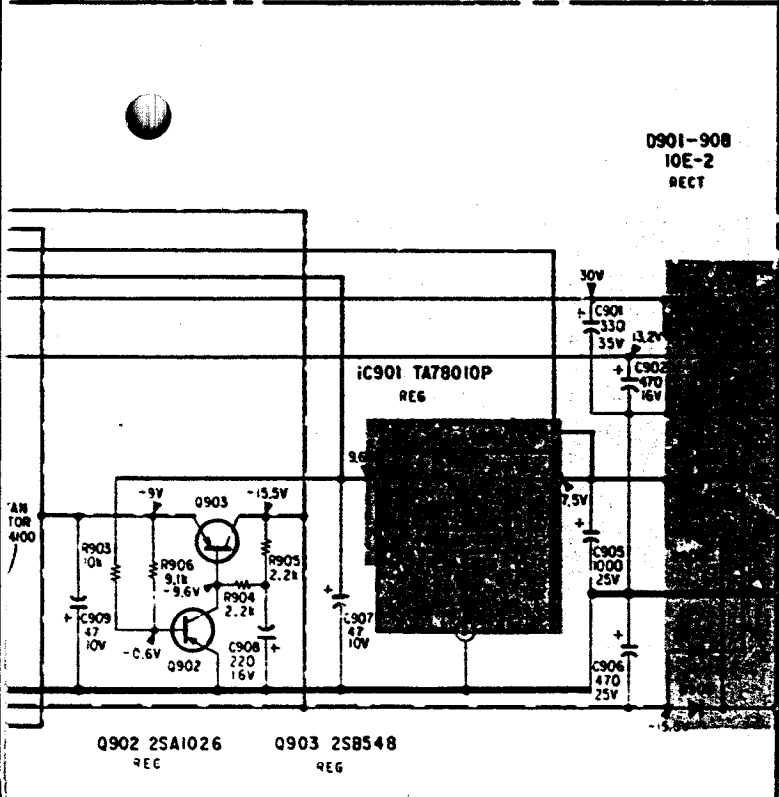 D901-908
10E-2
RECT
30V
+ C901
330
35V
13.2V
+ C902
470
16V
iC901 TA78010P
REG
9.6
7.5V
-9V
Q903
-15.5V
4100
R903
10k
R906
9.1k
-9.6V
R904
2.2k
R905
2.2k
+ C905
1000
25V
+ C909
47
10V
-0.6V
Q902
C908 +
220
16V
+ C907
47
10V
+ C906
470
25V
Q902 2SA1026
REG
Q903 2SB548
REG